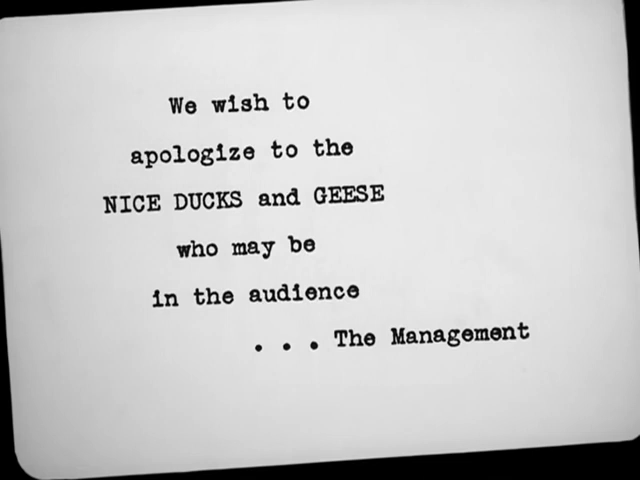 We wish to
apologize to the
NICE DUCKS and GEESE
who may be
in the audience
. . . The Management